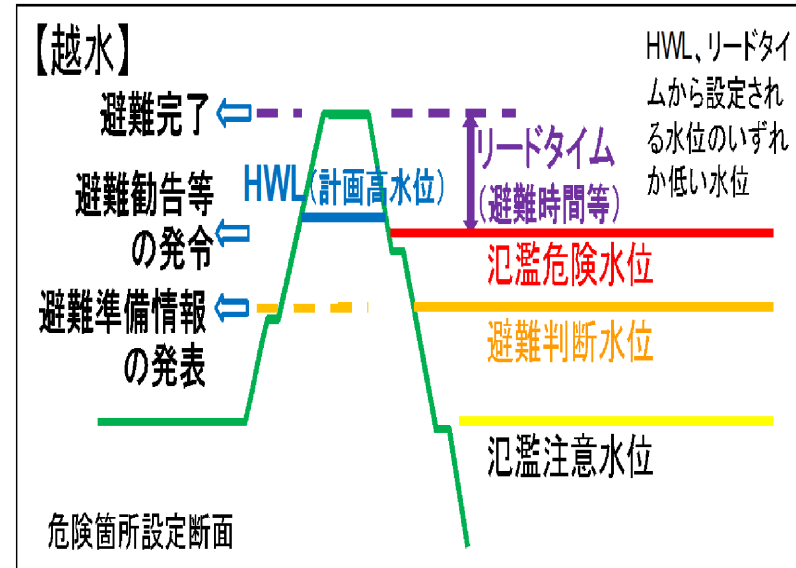 【越水】
HWL、リードタイ
ムから設定され
る水位のいずれ
か低い水位
避難完了
リードタイム
(避難時間等)
HWL(計画高水位)
避難勧告等
の発令
氾濫危険水位
避難準備情報
の発表
避難判断水位
氾濫注意水位
危険箇所設定断面